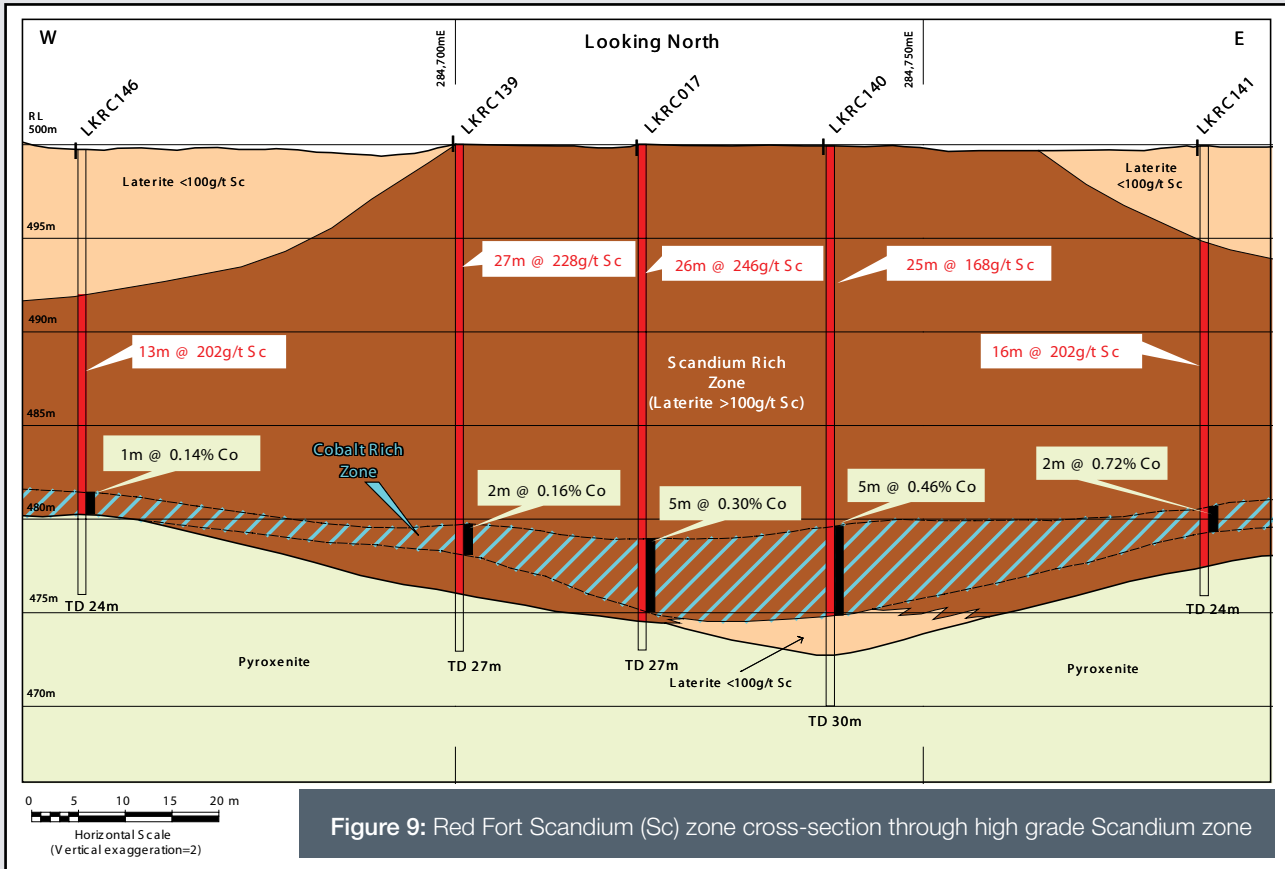 W
Looking North
E
284,700mE
284,750mE
LKRC146
LKRC139
LKRC017
LKRC140
LKRC141
RL
500m
Laterite <100g/t Sc
Laterite
<100g/t Sc
495m
27m @ 228g/t Sc
26m @ 246g/t Sc
25m @ 168g/t Sc
490m
13m @ 202g/t Sc
16m @ 202g/t Sc
Scandium Rich
Zone
(Laterite >100g/t Sc)
485m
1m @ 0.14% Co
Cobalt Rich
Zone
2m @ 0.16% Co
5m @ 0.30% Co
5m @ 0.46% Co
2m @ 0.72% Co
480m
475m
TD 24m
TD 24m
Pyroxenite
TD 27m
TD 27m
Laterite <100g/t Sc
Pyroxenite
470m
TD 30m
0 5 10 15 20 m
Horizontal Scale
(Vertical exaggeration=2)
Figure 9: Red Fort Scandium (Sc) zone cross-section through high grade Scandium zone